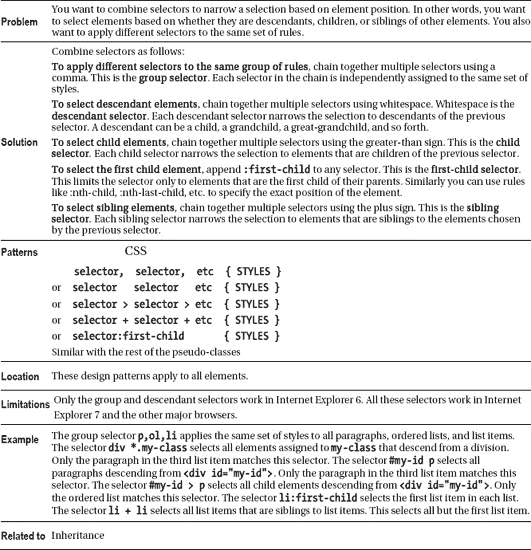 You want to combine selectors to narrow a selection based on element position. In other words, you want
Problem to select elements based on whether they are descendants, children, or siblings of other elements. You also
want to apply different selectors to the same set of rules.
Combine selectors as follows:
To apply different selectors to the same group of rules, chain together multiple selectors using a
comma. This is the group selector. Each selector in the chain is independently assigned to the same set of
styles.
To select descendant elements, chain together multiple selectors using whitespace. Whitespace is the
descendant selector. Each descendant selector narrows the selection to descendants of the previous
selector. A descendant can be a child, a grandchild, a great-grandchild, and so forth.
Solution To select child elements, chain together multiple selectors using the greater-than sign. This is the child
selector. Each child selector narrows the selection to elements that are children of the previous selector.
To select the first child element, append :first-child to any selector. This is the first-child selector.
This limits the selector only to elements that are the first child of their parents. Similarly you can use rules
like :nth-child, :nth-last-child, etc. to specify the exact position of the element.
To select sibling elements, chain together multiple selectors using the plus sign. This is the sibling
selector. Each sibling selector narrows the selection to elements that are siblings to the elements chosen
by the previous selector.
Patterns CSS
selector, selector, etc { STYLES }
or selector selector etc { STYLES }
or selector > selector > etc { STYLES }
or selector + selector + etc { STYLES }
or selector:first-child { STYLES }
Similar with the rest of the pseudo-classes
Location These design patterns apply to all elements.
Limitations Only the group and descendant selectors work in Internet Explorer 6. All these selectors work in Internet
Explorer 7 and the other major browsers.
Example The group selector p,ol,li applies the same set of styles to all paragraphs, ordered lists, and list items.
The selector div *.my-class selects all elements assigned to my-class that descend from a division.
Only the paragraph in the third list item matches this selector. The selector #my-id p selects all
paragraphs descending from <div id="my-id">. Only the paragraph in the third list item matches this
selector. The selector #my-id > p selects all child elements descending from <div id="my-id">. Only
the ordered list matches this selector. The selector li:first-child selects the first list item in each list.
The selector li + li selects all list items that are siblings to list items. This selects all but the first list item.
Related to Inheritance